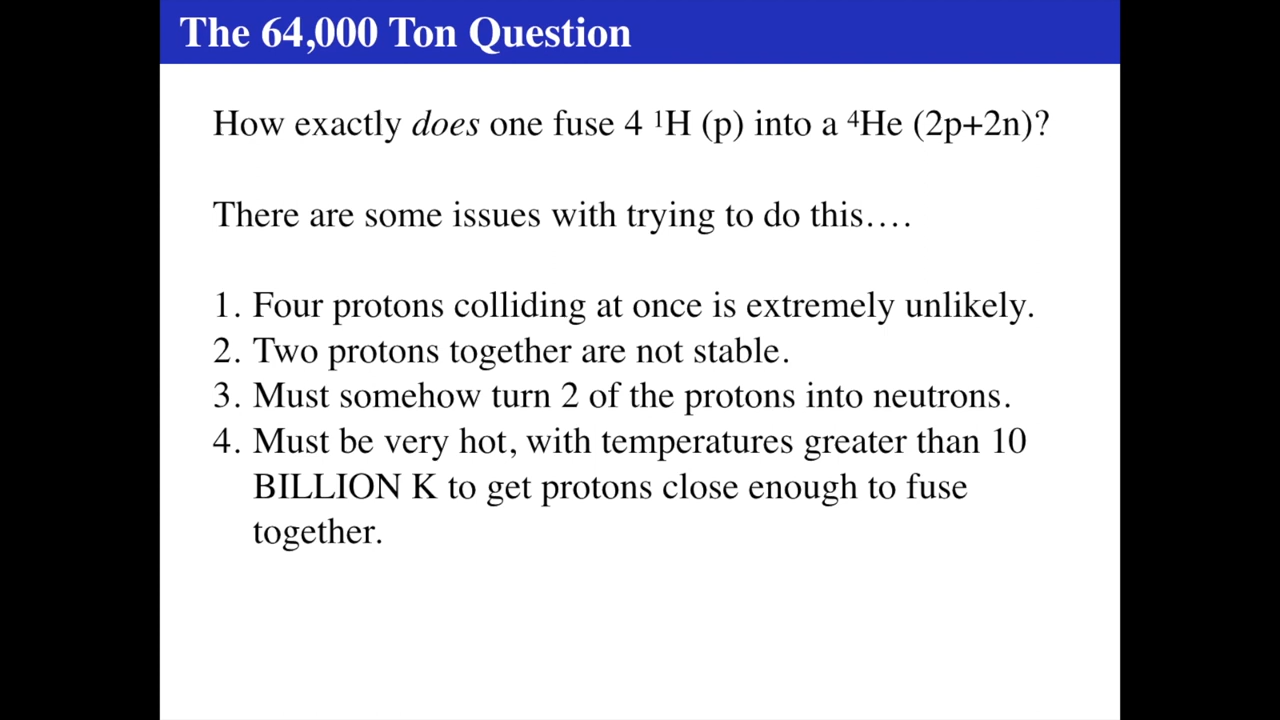 The 64,000 Ton Question
How exactly does one fuse 4 ¹H (p) into a ⁴He (2p+2n)?
There are some issues with trying to do this….
1. Four protons colliding at once is extremely unlikely.
2. Two protons together are not stable.
3. Must somehow turn 2 of the protons into neutrons.
4. Must be very hot, with temperatures greater than 10
BILLION K to get protons close enough to fuse
together.